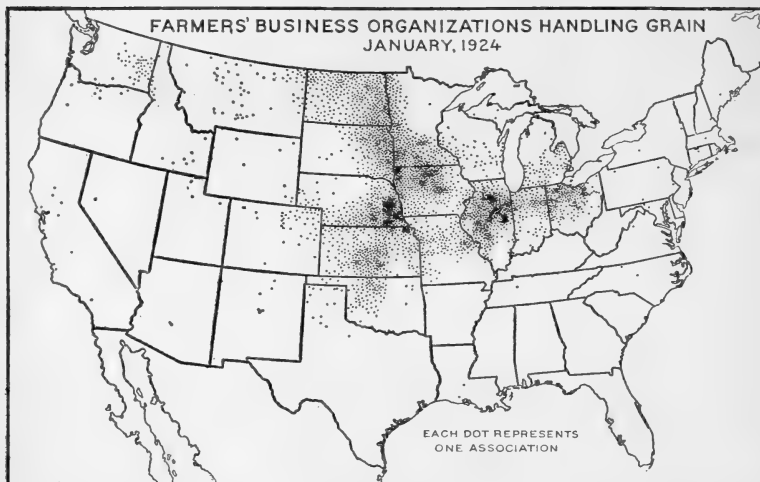 FARMERS' BUSINESS ORGANIZATIONS HANDLING GRAIN
JANUARY, 1924
EACH DOT REPRESENTS
ONE ASSOCIATION